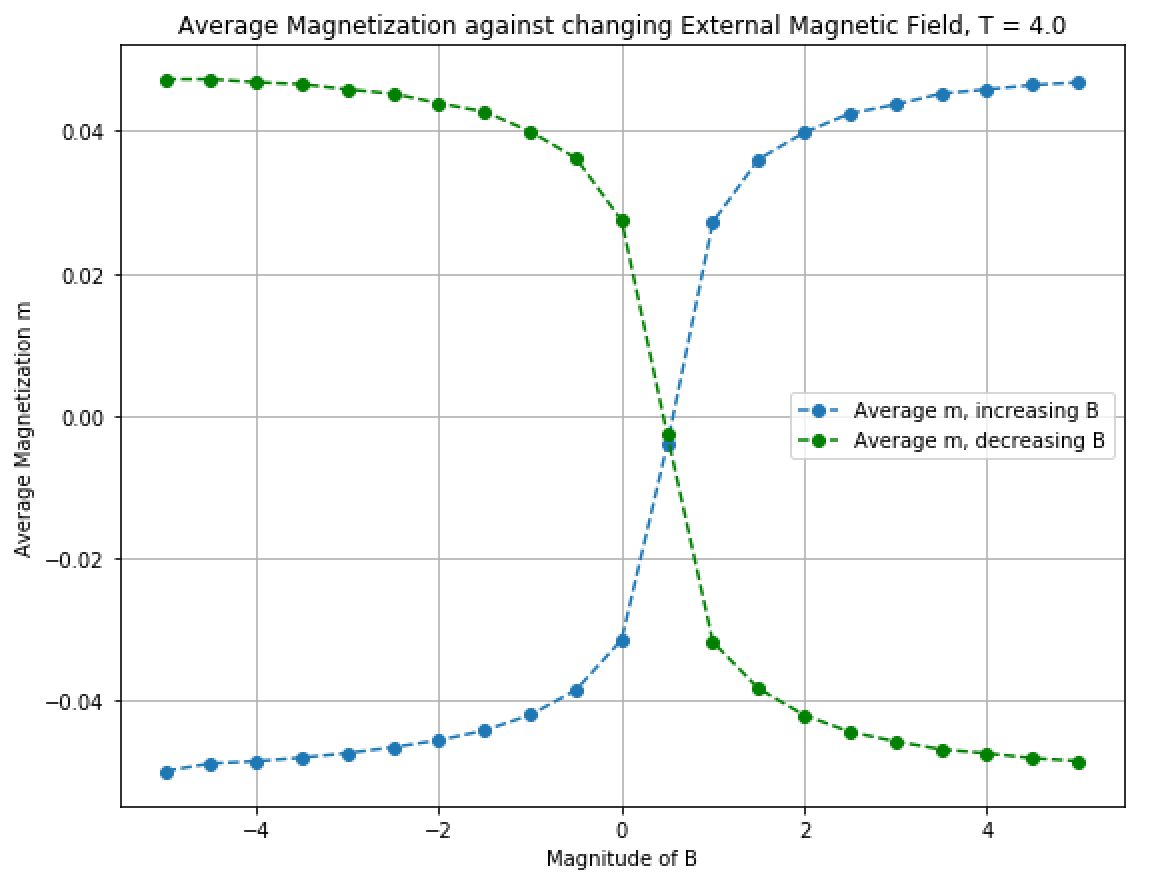 Average Magnetization against changing External Magnetic Field, T = 4.0
0.04
0.02
0.00
−0.02
−0.04
Average Magnetization m
Average m, increasing B
Average m, decreasing B
−4
−2
0
2
4
Magnitude of B